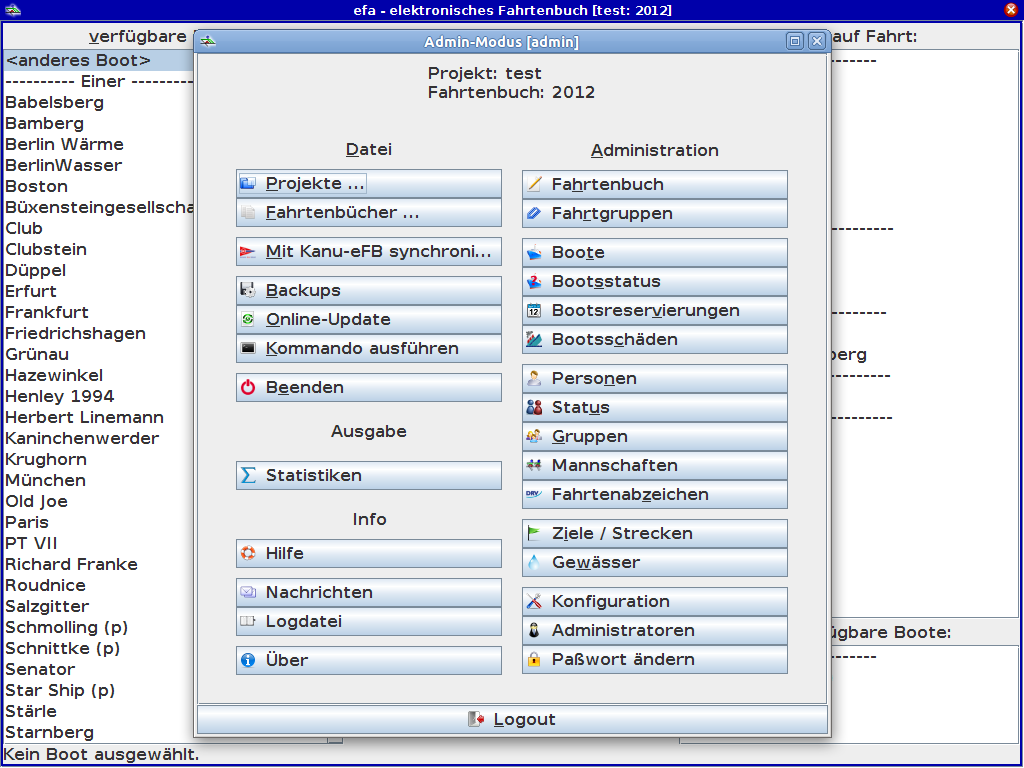 efa - elektronisches Fahrtenbuch [test: 2012]
verfügbare
auf Fahrt:
<anderes Boot>
---------- Einer ---------
Babelsberg
Bamberg
Berlin Wärme
BerlinWasser
Boston
Büxensteingesellscha
Club
Clubstein
Düppel
Erfurt
Frankfurt
Friedrichshagen
Grünau
Hazewinkel
Henley 1994
Herbert Linemann
Kaninchenwerder
Krughorn
München
Old Joe
Paris
PT VII
Richard Franke
Roudnice
Salzgitter
Schmolling (p)
Schnittke (p)
Senator
Star Ship (p)
Stärle
Starnberg
Kein Boot ausgewählt.
Admin-Modus [admin]
Projekt: test
Fahrtenbuch: 2012
Datei
Projekte ...
Fahrtenbücher ...
Mit Kanu-eFB synchroni...
Backups
Online-Update
Kommando ausführen
Beenden
Ausgabe
Statistiken
Info
Hilfe
Nachrichten
Logdatei
Über
Administration
Fahrtenbuch
Fahrtgruppen
Boote
Bootsstatus
12
Bootsreservierungen
Bootsschäden
Personen
Status
Gruppen
Mannschaften
DRV
Fahrtenabzeichen
Ziele / Strecken
Gewässer
Konfiguration
Administratoren
Paßwort ändern
Logout
berg
gbare Boote: